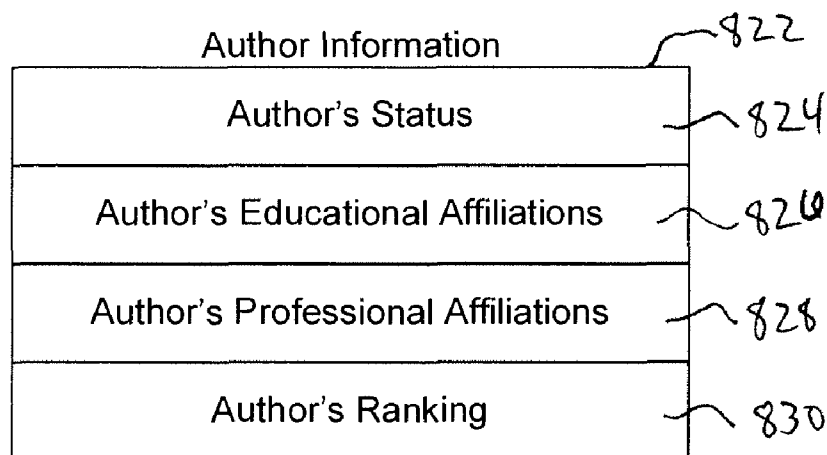 Author Information 822
Author's Status 824
Author's Educational Affiliations 826
Author's Professional Affiliations 828
Author's Ranking 830